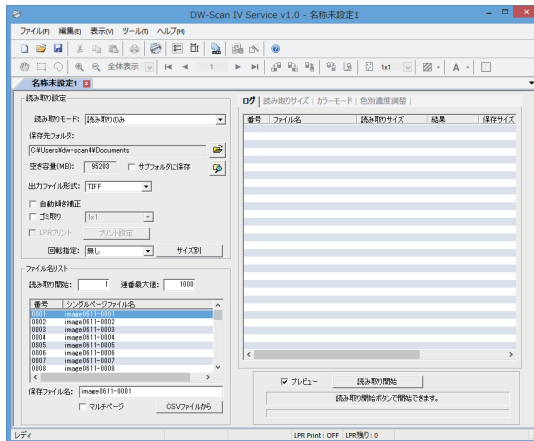 DW-Scan IV Service v1.0 - 名称未設定1
ファイル(F) 編集(E) 表示(V) ツール(T) ヘルプ(H)
全体表示 1 1x1 A
名称未設定1
読み取り設定
読み取りモード: 読み取りのみ
保存先フォルダ:
C:¥Users¥dw-scan4¥Documents
空き容量(MB): 95203 サブフォルダに保存
出力ファイル形式: TIFF
自動傾き補正
ゴミ取り 1x1
LPRプリント プリント設定
回転指定: 無し サイズ別
ファイル名リスト
読み取り開始: 1 連番最大値: 1000
番号 シングルページファイル名
0001 image0611-0001
0002 image0611-0002
0003 image0611-0003
0004 image0611-0004
0005 image0611-0005
0006 image0611-0006
0007 image0611-0007
0008 image0611-0008
保存ファイル名: image0611-0001
マルチページ CSVファイルから
ログ 読み取りサイズ カラーモード 色別濃度調整
番号 ファイル名 読み取りサイズ 結果 保存サイズ
プレビュー 読み取り開始
読み取り開始ボタンで開始できます。
レディ LPR Print : OFF LPR残り : 0